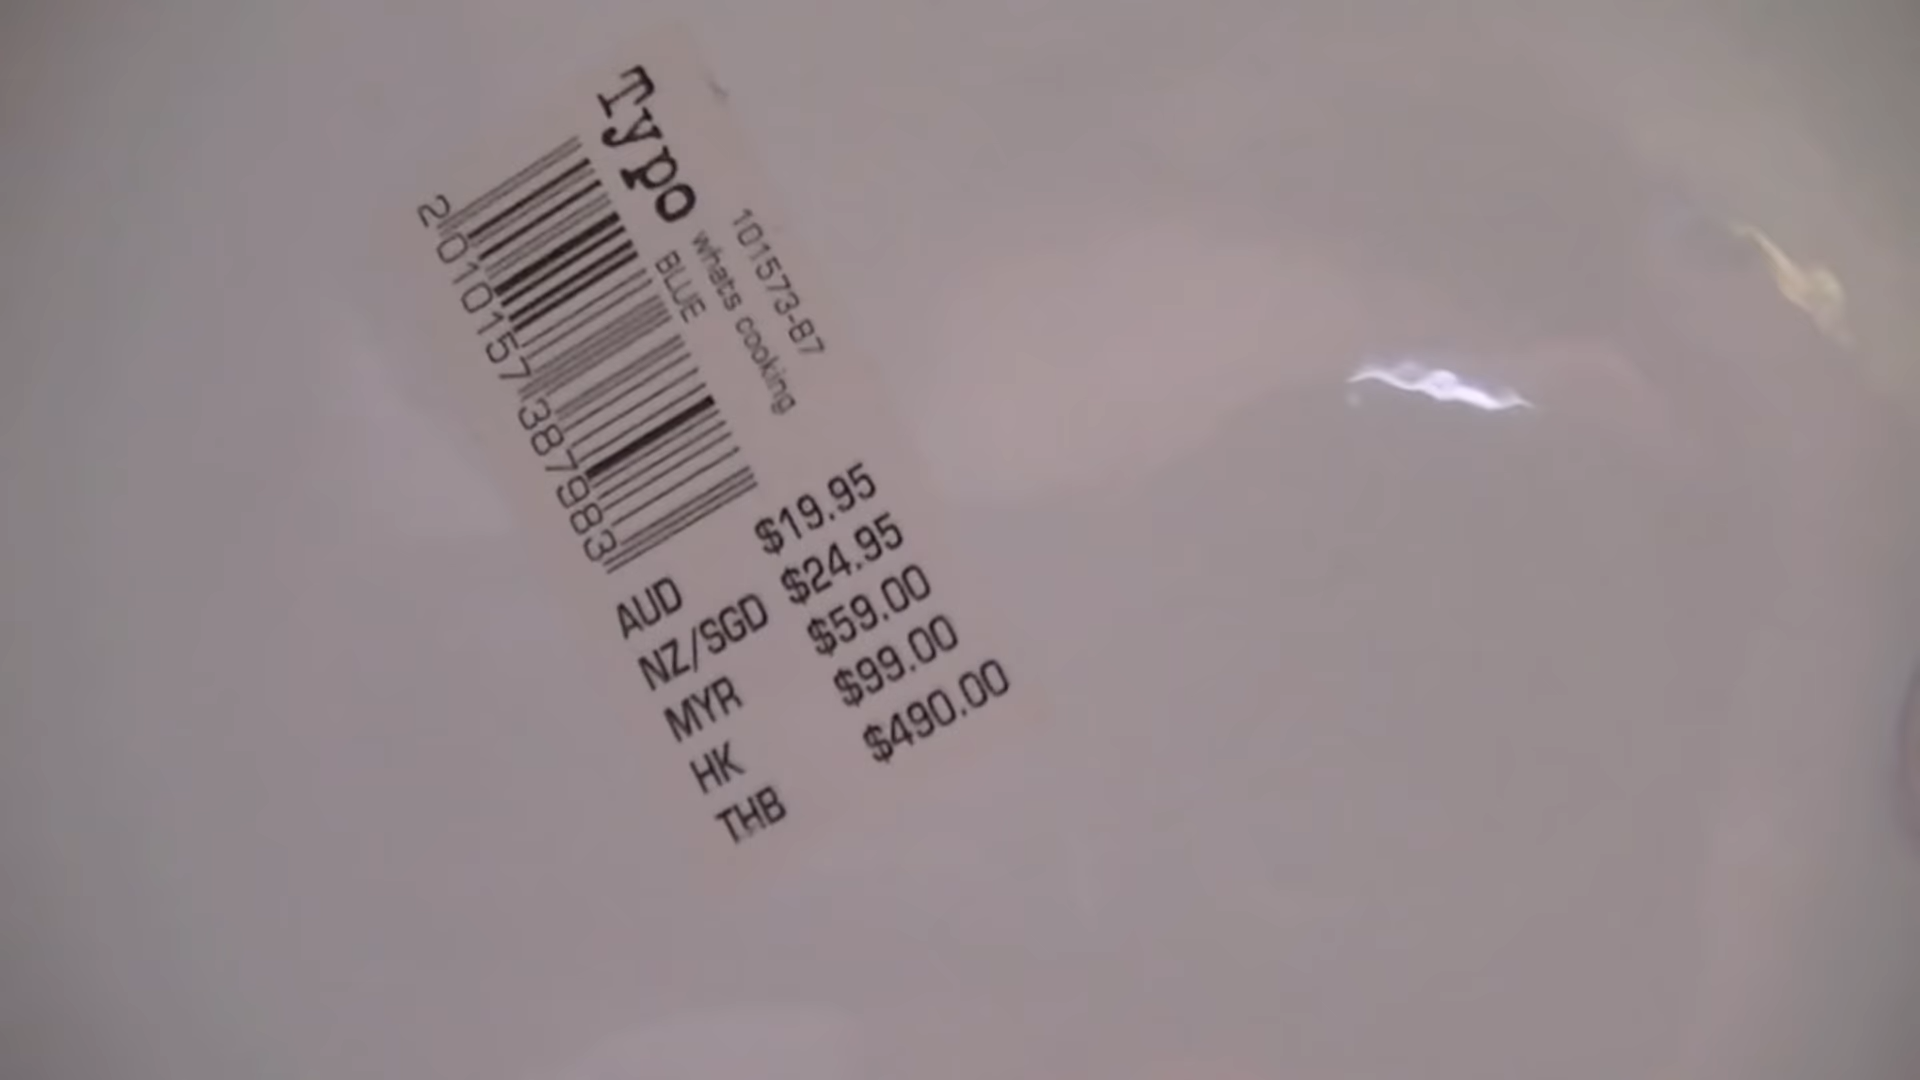 Typo
101573-87
whats cooking
BLUE
2010157387983
AUD $19.95
NZ/SGD $24.95
MYR $59.00
HK $99.00
THB $490.00